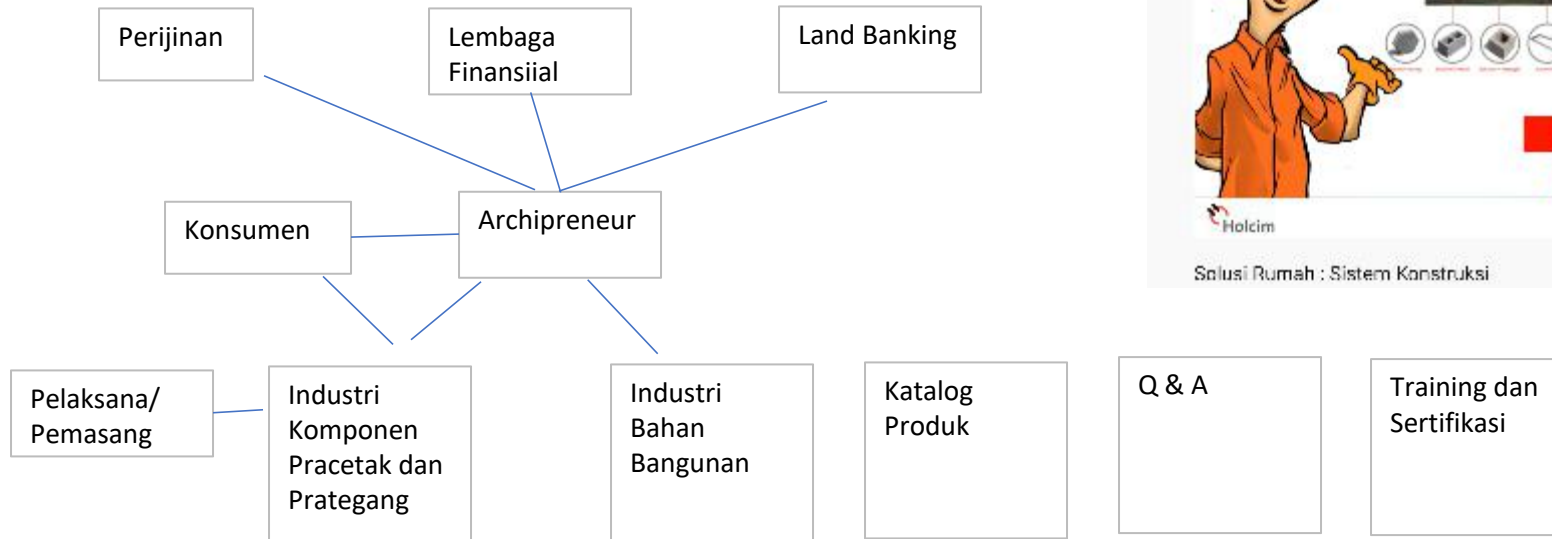 Perijinan
Lembaga
Finansiial
Land Banking
Konsumen
Archipreneur
Holcim
Solusi Rumah : Sistem Konstruksi
Pelaksana/
Pemasang
Industri
Komponen
Pracetak dan
Prategang
Industri
Bahan
Bangunan
Katalog
Produk
Q & A
Training dan
Sertifikasi